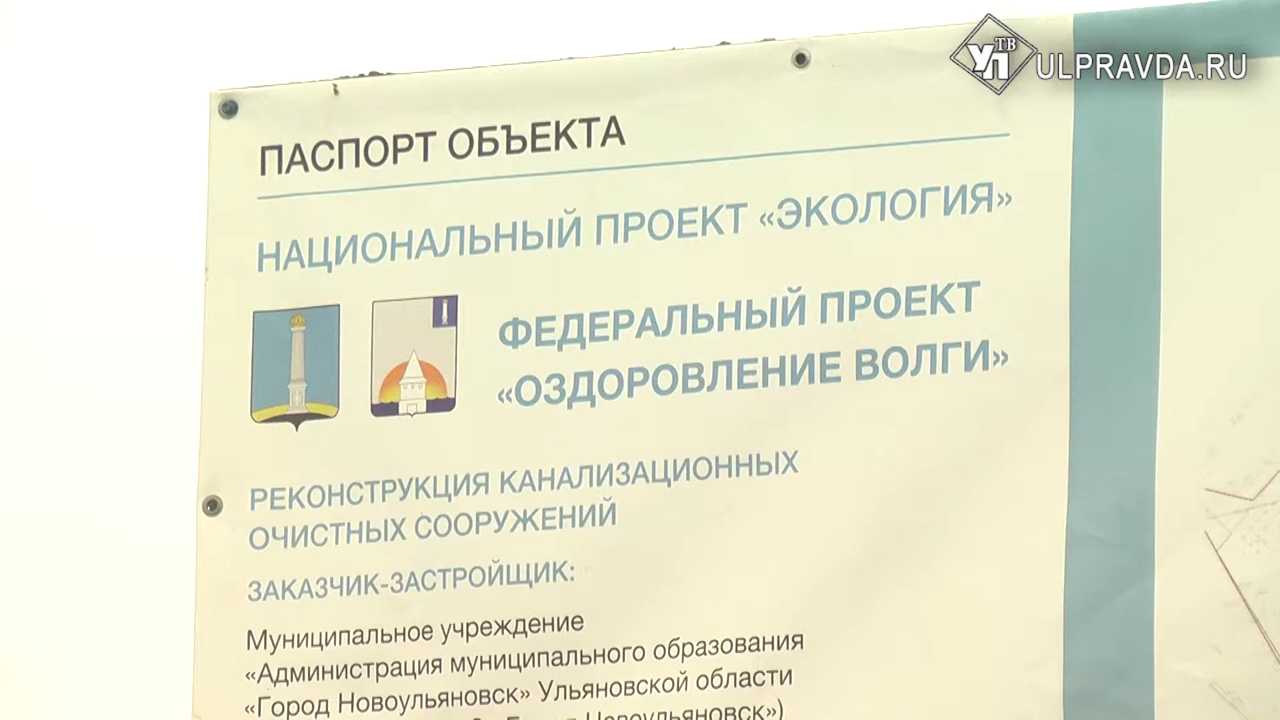 УП ТВ ULPRAVDA.RU
ПАСПОРТ ОБЪЕКТА
НАЦИОНАЛЬНЫЙ ПРОЕКТ «ЭКОЛОГИЯ»
ФЕДЕРАЛЬНЫЙ ПРОЕКТ
«ОЗДОРОВЛЕНИЕ ВОЛГИ»
РЕКОНСТРУКЦИЯ КАНАЛИЗАЦИОННЫХ
ОЧИСТНЫХ СООРУЖЕНИЙ
ЗАКАЗЧИК-ЗАСТРОЙЩИК:
Муниципальное учреждение
«Администрация муниципального образования
«Город Новоульяновск» Ульяновской области
Новоульяновск»)